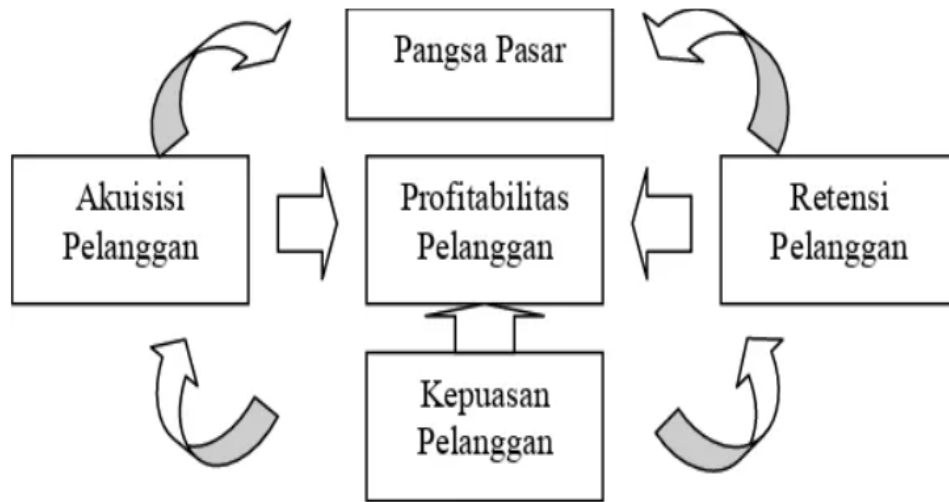 Pangsa Pasar
Akuisisi
Pelanggan
Profitabilitas
Pelanggan
Retensi
Pelanggan
Kepuasan
Pelanggan